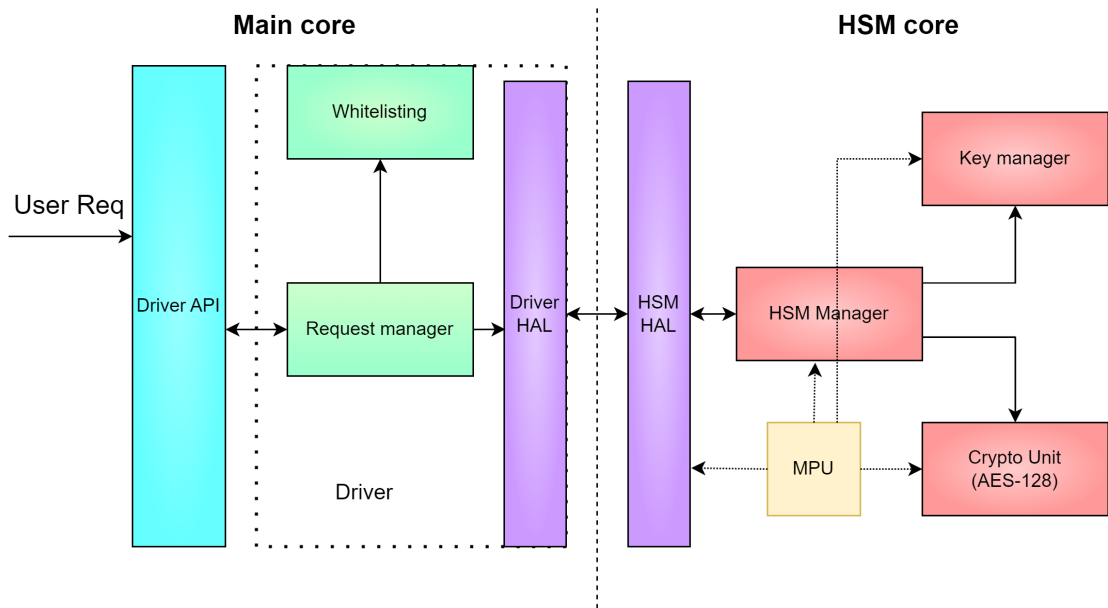 Main core
HSM core
User Req
Driver API
Whitelisting
Request manager
Driver
HAL
Driver
HSM
HAL
HSM Manager
Key manager
MPU
Crypto Unit
(AES-128)